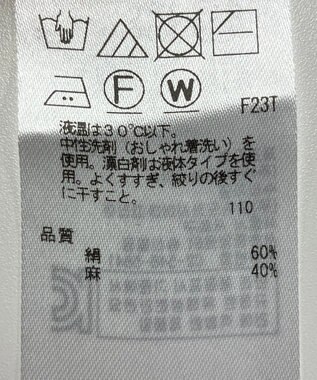 F W
F23T
液温は30℃以下。
中性洗剤（おしゃれ着洗い）を
使用。漂白剤は液体タイプを使
用。よくすすぎ、絞りの後すぐ
に干すこと。
110
品質
絹 60%
麻 40%